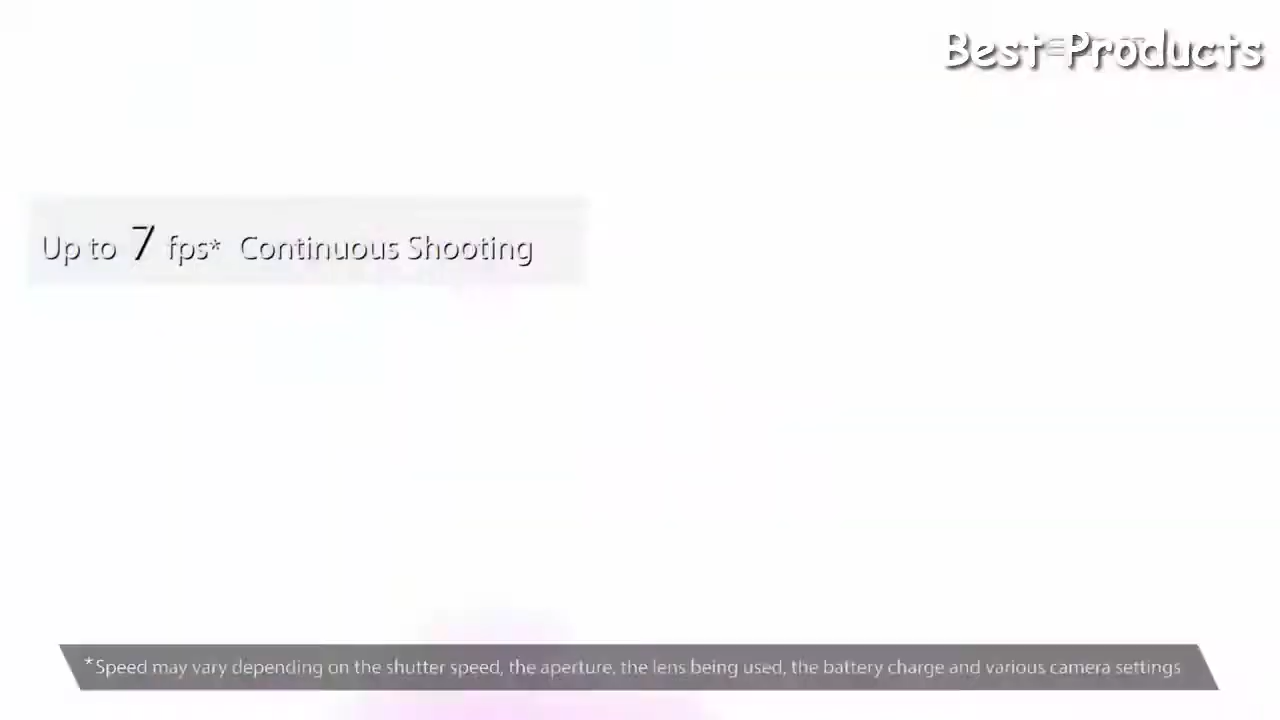 Best Products
Up to 7 fps* Continuous Shooting
*Speed may vary depending on the shutter speed, the aperture, the lens being used, the battery charge and various camera settings